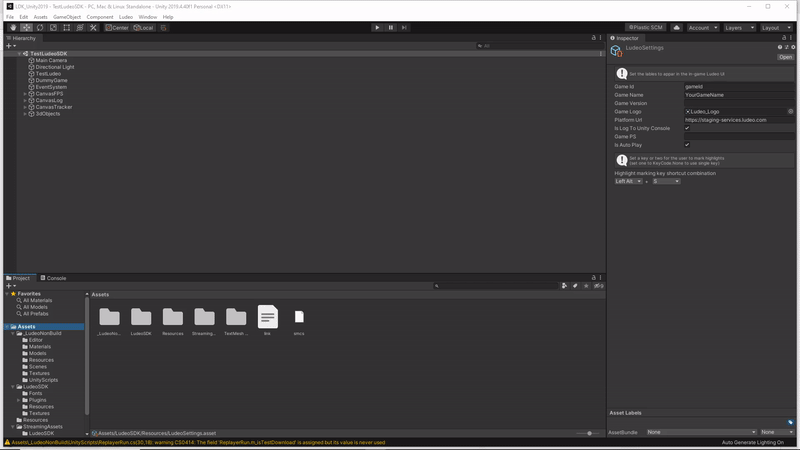 LDK_Unity2019 - TestLudeoSDK - PC, Mac & Linux Standalone - Unity 2019.4.40f1 Personal <DX11>
File Edit Assets GameObject Component Ludeo Window Help
Center Local
Plastic SCM Account Layers Layout
Hierarchy
All
TestLudeoSDK
Main Camera
Directional Light
TestLudeo
DummyGame
EventSystem
CanvasFPS
CanvasLog
CanvasTracker
3dObjects
Inspector
LudeoSettings
Open
Set the labels to appear in the in-game Ludeo UI
Game Id gameId
Game Name YourGameName
Game Version
Game Logo Ludeo_Logo
Platform Url https://staging-services.ludeo.com
Is Log To Unity Console
Game PS
Is Auto Play
Set a key or two for the user to mark highlights
(set one to KeyCode.None to use single key).
Highlight marking key shortcut combination
Left Alt + S
Project Console
Favorites
All Materials
All Models
All Prefabs
Assets
_LudeoNonBuild
Editor
Materials
Models
Resources
Scenes
Textures
UnityScripts
LudeoSDK
Fonts
Plugins
Resources
Textures
Resources
StreamingAssets
LudeoSDK
Assets
_LudeoNo... LudeoSDK Resources Streaming... TextMesh... link
Assets/LudeoSDK/Resources/LudeoSettings.asset
Asset Labels
AssetBundle None None
Assets\_LudeoNonBuild\UnityScripts\ReplayerRun.cs(30,18): warning CS0414: The field 'ReplayerRun.m_isTestDownload' is assigned but its value is never used
Auto Generate Lighting On